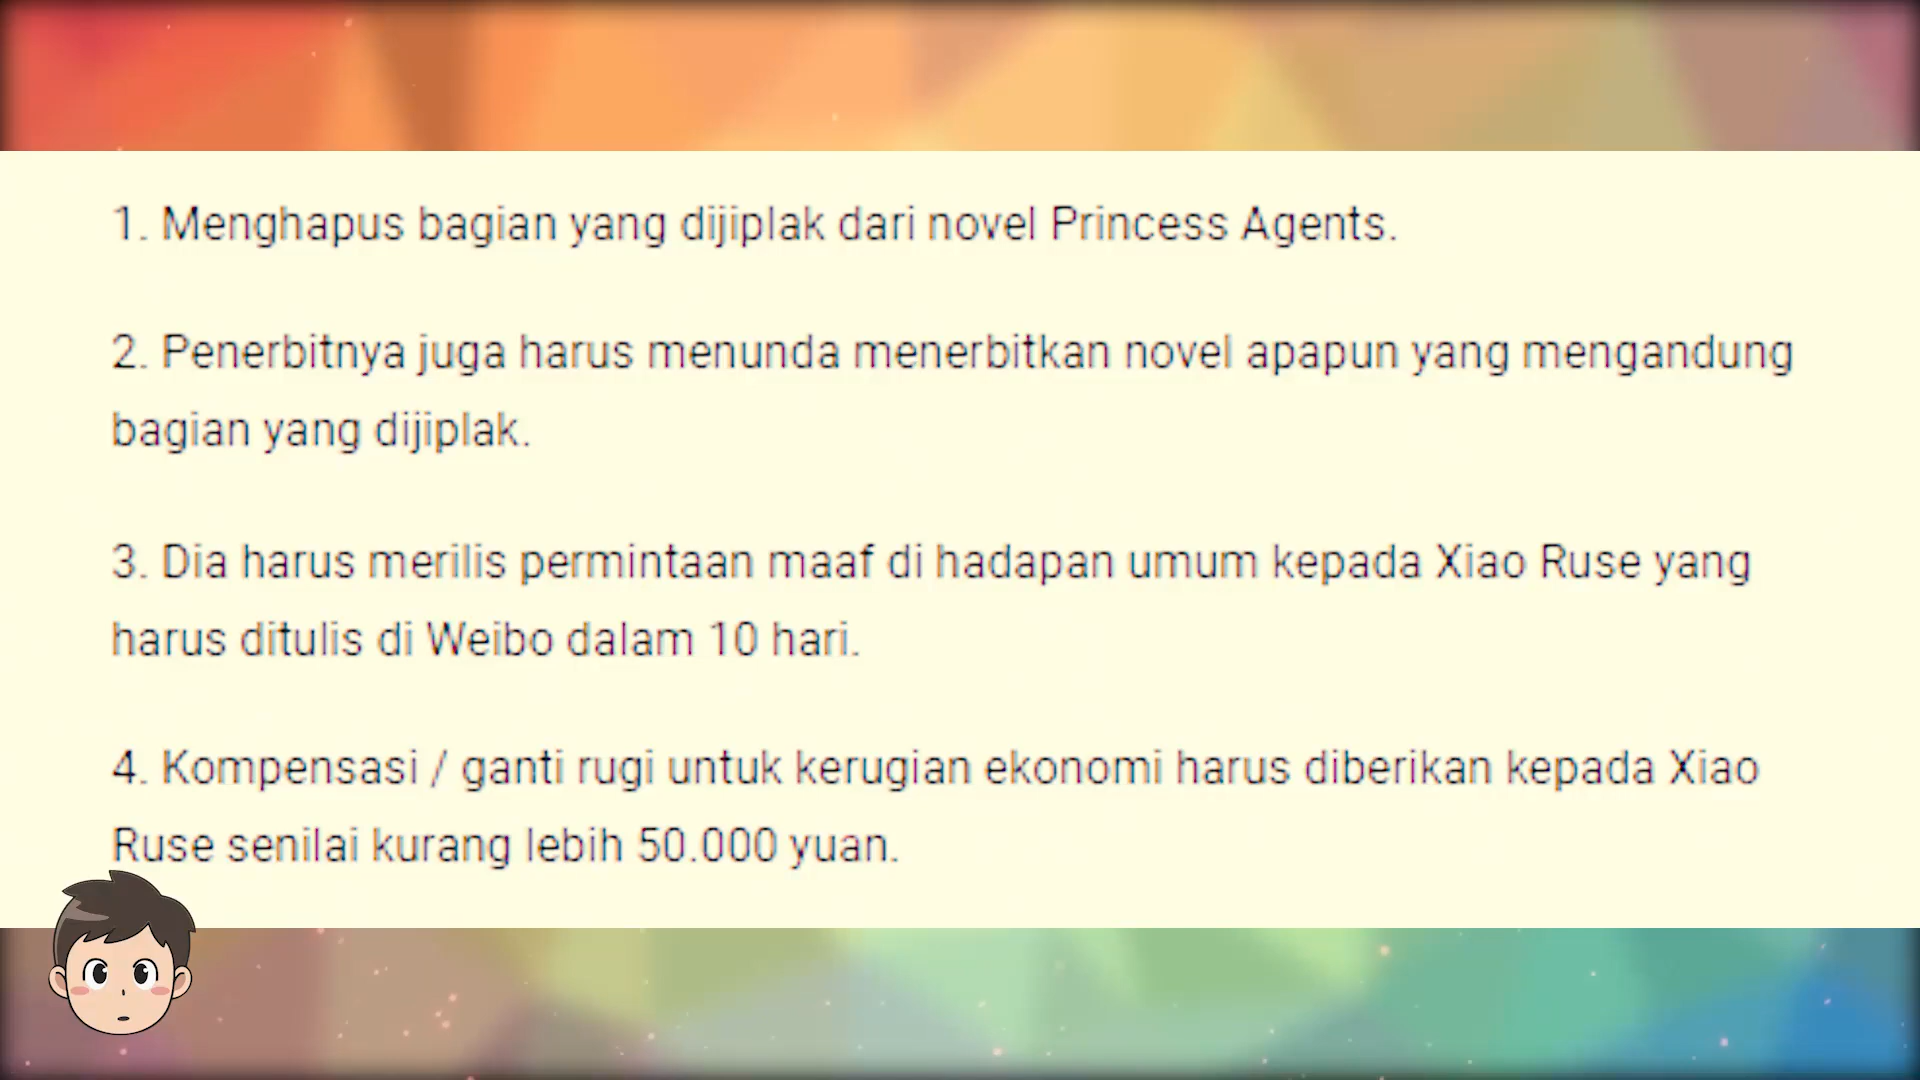 1. Menghapus bagian yang dijiplak dari novel Princess Agents.
2. Penerbitnya juga harus menunda menerbitkan novel apapun yang mengandung
bagian yang dijiplak.
3. Dia harus merilis permintaan maaf di hadapan umum kepada Xiao Ruse yang
harus ditulis di Weibo dalam 10 hari.
4. Kompensasi / ganti rugi untuk kerugian ekonomi harus diberikan kepada Xiao
Ruse senilai kurang lebih 50.000 yuan.